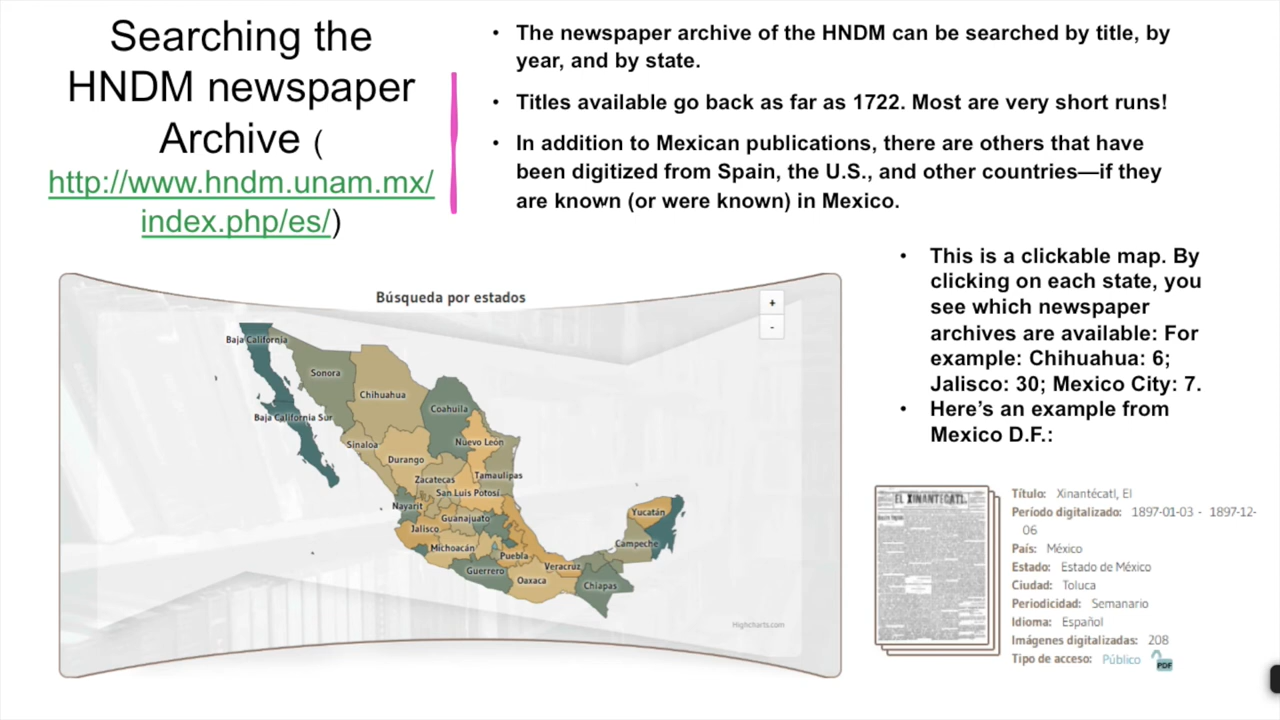 Searching the
HNDM newspaper
Archive (
http://www.hndm.unam.mx/
index.php/es/)
• The newspaper archive of the HNDM can be searched by title, by
year, and by state.
• Titles available go back as far as 1722. Most are very short runs!
• In addition to Mexican publications, there are others that have
been digitized from Spain, the U.S., and other countries—if they
are known (or were known) in Mexico.
• This is a clickable map. By
clicking on each state, you
see which newspaper
archives are available: For
example: Chihuahua: 6;
Jalisco: 30; Mexico City: 7.
• Here's an example from
Mexico D.F.:
Búsqueda por estados
+
-
Baja California
Sonora
Chihuahua
Coahuila
Baja California Sur
Sinaloa
Nuevo León
Durango
Zacatecas
Tamaulipas
San Luis Potosí
Nayarit
Guanajuato
Jalisco
Michoacán
Puebla
Guerrero
Veracruz
Oaxaca
Chiapas
Yucatán
Campeche
Highcharts.com
EL XINANTECATL.
Título: Xinantécatl, El
Período digitalizado: 1897-01-03 - 1897-12-
06
País: México
Estado: Estado de México
Ciudad: Toluca
Periodicidad: Semanario
Idioma: Español
Imágenes digitalizadas: 208
Tipo de acceso: Público
PDF